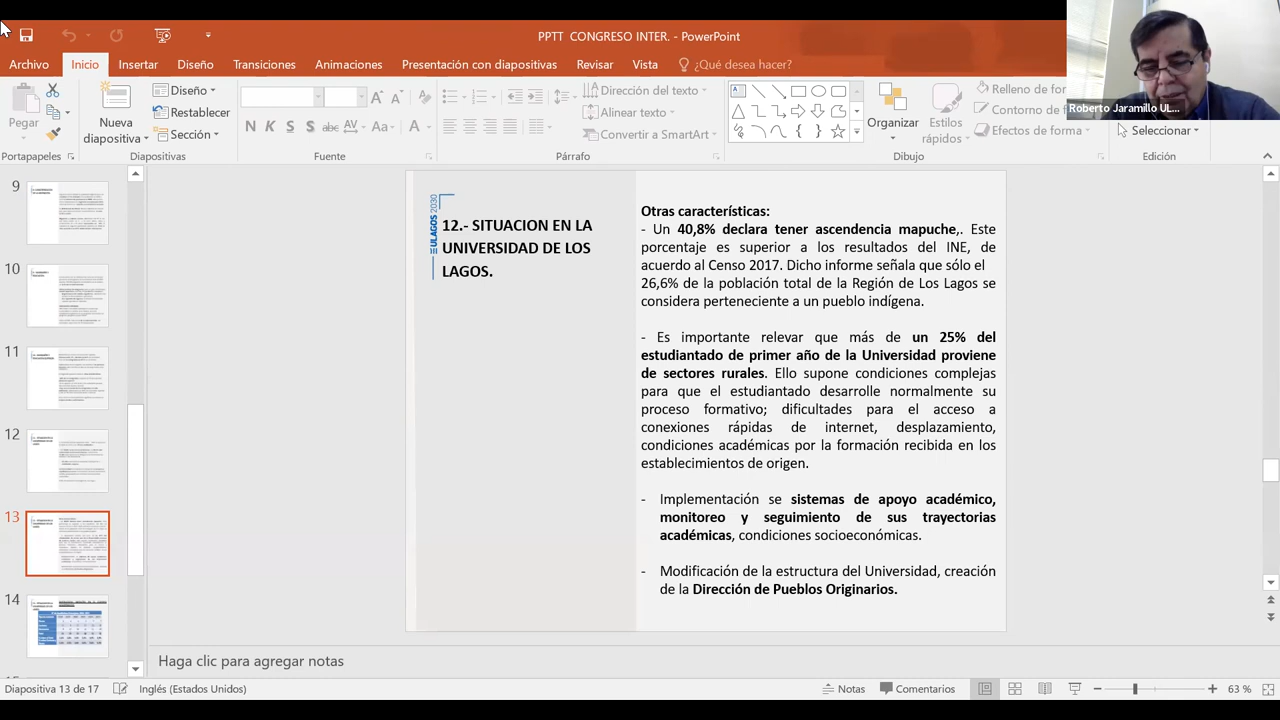 PPTT CONGRESO INTER. - PowerPoint
Archivo Inicio Insertar Diseño Transiciones Animaciones Presentación con diapositivas Revisar Vista ¿Qué desea hacer?
Roberto Jaramillo UL...
Pegar
Nueva
diapositiva
Diseño
Restablecer
Sección
N K S S abc AV Aa A
Dirección del texto
Alinear texto
Convertir a SmartArt
Organizar
Estilos
rápidos
Relleno de for
Contorno de f
Efectos de forma
Seleccionar
Portapapeles Diapositivas Fuente Párrafo Dibujo Edición
9
10
11
12
13
14
ULAGOS 2030
12.- SITUACION EN LA
UNIVERSIDAD DE LOS
LAGOS.
Otras características:
- Un 40,8% declara tener ascendencia mapuche,. Este
porcentaje es superior a los resultados del INE, de
acuerdo al Censo 2017. Dicho informe señala que sólo el
26,6% de la población total de la Región de Los Lagos se
considera perteneciente a un pueblo indígena.
- Es importante relevar que más de un 25% del
estudiantado de primer año de la Universidad proviene
de sectores rurales. Ello supone condiciones complejas
para que el estudiantado desarrolle normalmente su
proceso formativo; dificultades para el acceso a
conexiones rápidas de internet, desplazamiento,
condiciones académicas por la formación recibida en los
establecimientos de origen.
- Implementación se sistemas de apoyo académico,
monitoreo y seguimiento de sus trayectorias
académicas, condiciones socioeconómicas.
- Modificación de la estructura del Universidad, creación
de la Dirección de Pueblos Originarios.
Haga clic para agregar notas
Diapositiva 13 de 17 Inglés (Estados Unidos) Notas Comentarios 63 %